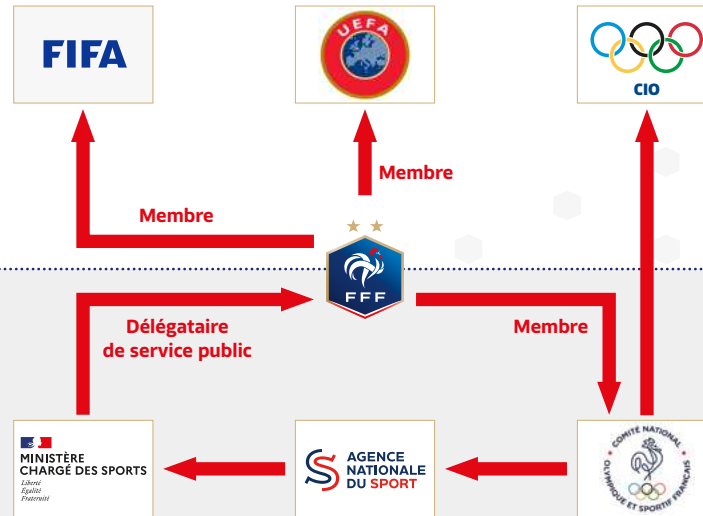 FIFA
UEFA
CIO
Membre
Membre
FFF
Délégataire
de service public
Membre
MINISTÈRE
CHARGÉ DES SPORTS
Liberté
Égalité
Fraternité
AGENCE
NATIONALE
DU SPORT
COMITÉ NATIONAL
OLYMPIQUE ET SPORTIF FRANÇAIS